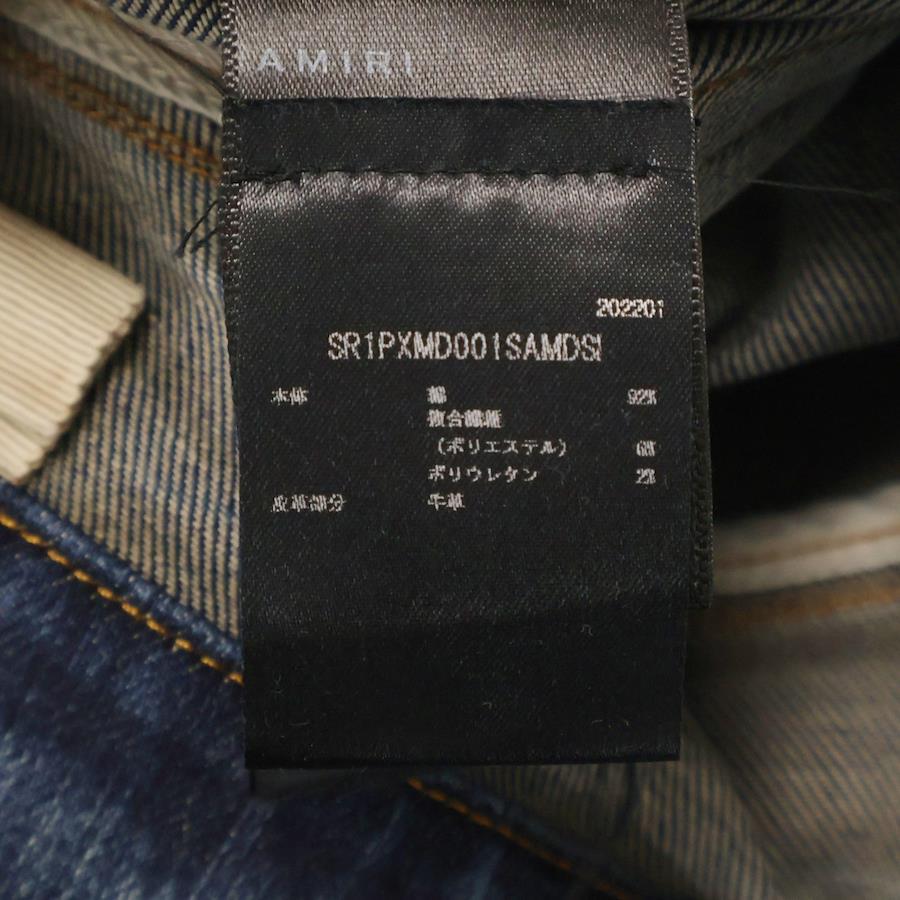 AMIRI
202201
SR1PXMD001SAMDSI
本体 綿 92%
複合繊維
(ポリエステル) 6%
ポリウレタン 2%
皮革部分 牛革